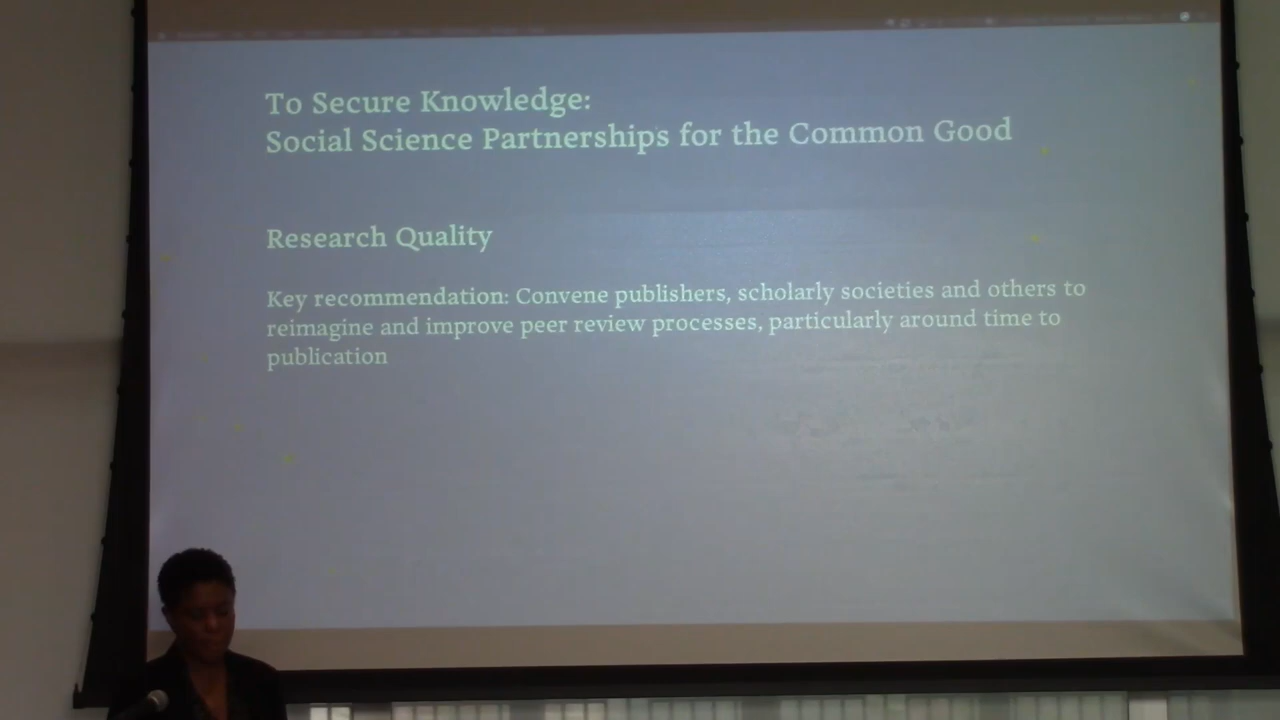 To Secure Knowledge:
Social Science Partnerships for the Common Good
Research Quality
Key recommendation: Convene publishers, scholarly societies and others to
reimagine and improve peer review processes, particularly around time to
publication